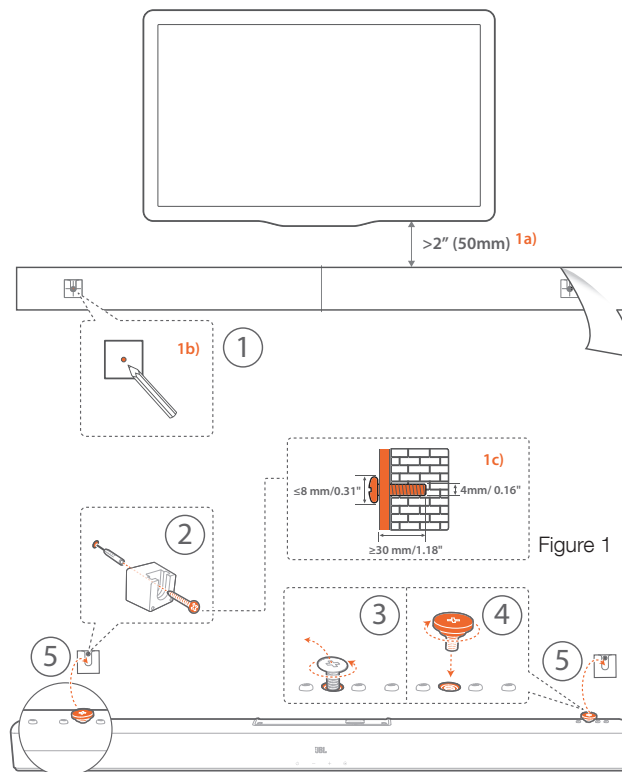 >2" (50mm) 1a)
1b)
1
1c)
≤8 mm/0.31"
4mm/ 0.16"
≥30 mm/1.18"
Figure 1
2
3
4
5
5
JBL